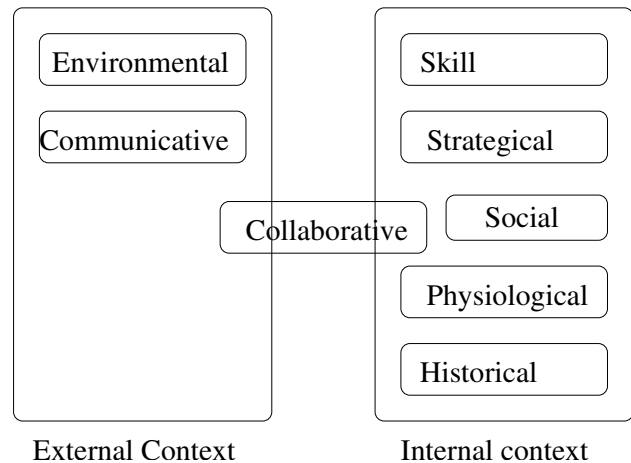 Environmental
Communicative
Collaborative
External Context
Skill
Strategical
Social
Physiological
Historical
Internal context